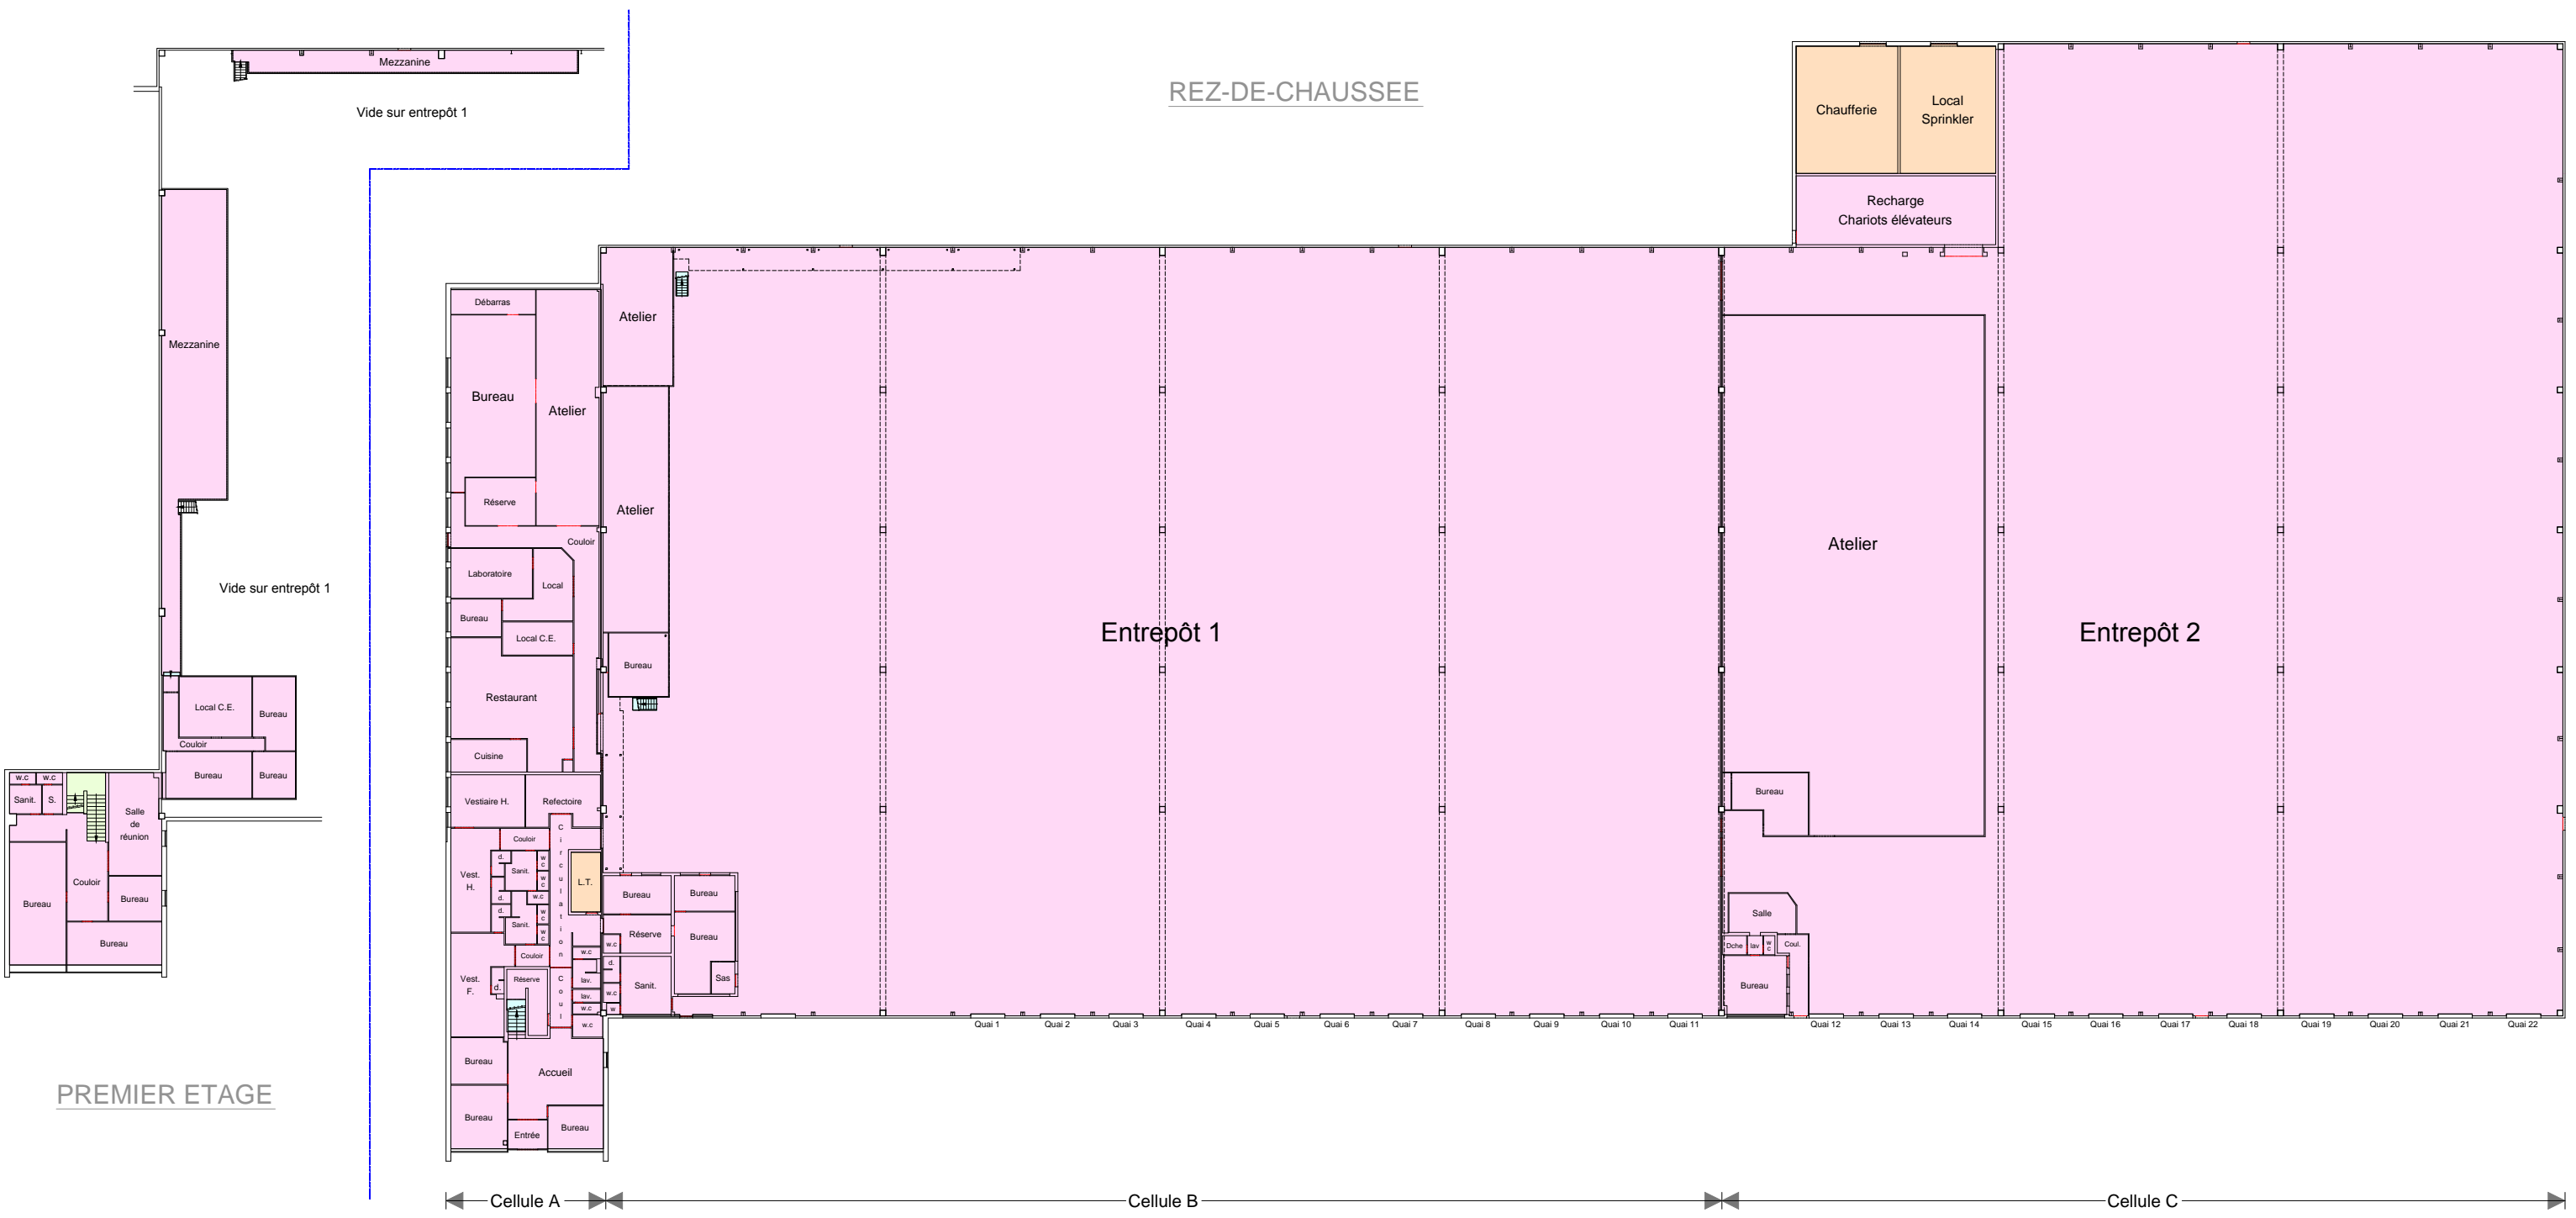 Mezzanine
Vide sur entrepôt 1
Mezzanine
Vide sur entrepôt 1
Local C.E.
Bureau
Couloir
Bureau
Bureau
w.c
w.c
Sanit.
S.
Salle
de
réunion
Bureau
Couloir
Bureau
Bureau
PREMIER ETAGE
REZ-DE-CHAUSSEE
Chaufferie
Local
Sprinkler
Recharge
Chariots élévateurs
Débarras
Bureau
Atelier
Réserve
Couloir
Laboratoire
Local
Bureau
Local C.E.
Restaurant
Cuisine
Vestiaire H.
Refectoire
Couloir
Circulation
d.
Sanit.
w
c
w
c
w.c
L.T.
Vest.
H.
d.
d.
Sanit.
w
c
w
c
Couloir
w.c
Vest.
F.
d.
Réserve
Coul
lav.
lav.
w.c
w.c
Bureau
Accueil
Bureau
Entrée
Bureau
Atelier
Atelier
Bureau
Entrepôt 1
Bureau
Bureau
Réserve
w.c
Bureau
d.
w.c
Sanit.
w
Sas
Atelier
Entrepôt 2
Bureau
Salle
Dche
lav
w
c
Coul.
Bureau
Quai 1
Quai 2
Quai 3
Quai 4
Quai 5
Quai 6
Quai 7
Quai 8
Quai 9
Quai 10
Quai 11
Quai 12
Quai 13
Quai 14
Quai 15
Quai 16
Quai 17
Quai 18
Quai 19
Quai 20
Quai 21
Quai 22
Cellule A
Cellule B
Cellule C